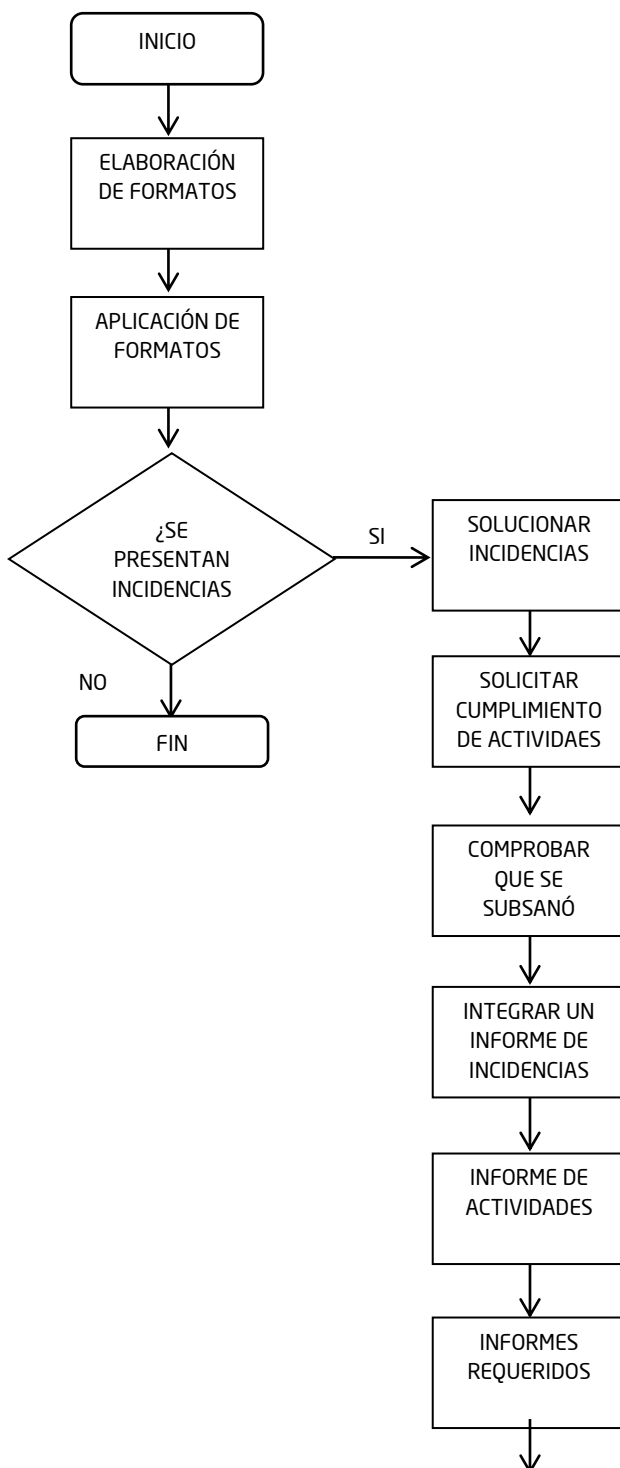 INICIO
ELABORACIÓN
DE FORMATOS
APLICACIÓN DE
FORMATOS
¿SE
PRESENTAN
INCIDENCIAS
SI
NO
FIN
SOLUCIONAR
INCIDENCIAS
SOLICITAR
CUMPLIMIENTO
DE ACTIVIDAES
COMPROBAR
QUE SE
SUBSANÓ
INTEGRAR UN
INFORME DE
INCIDENCIAS
INFORME DE
ACTIVIDADES
INFORMES
REQUERIDOS